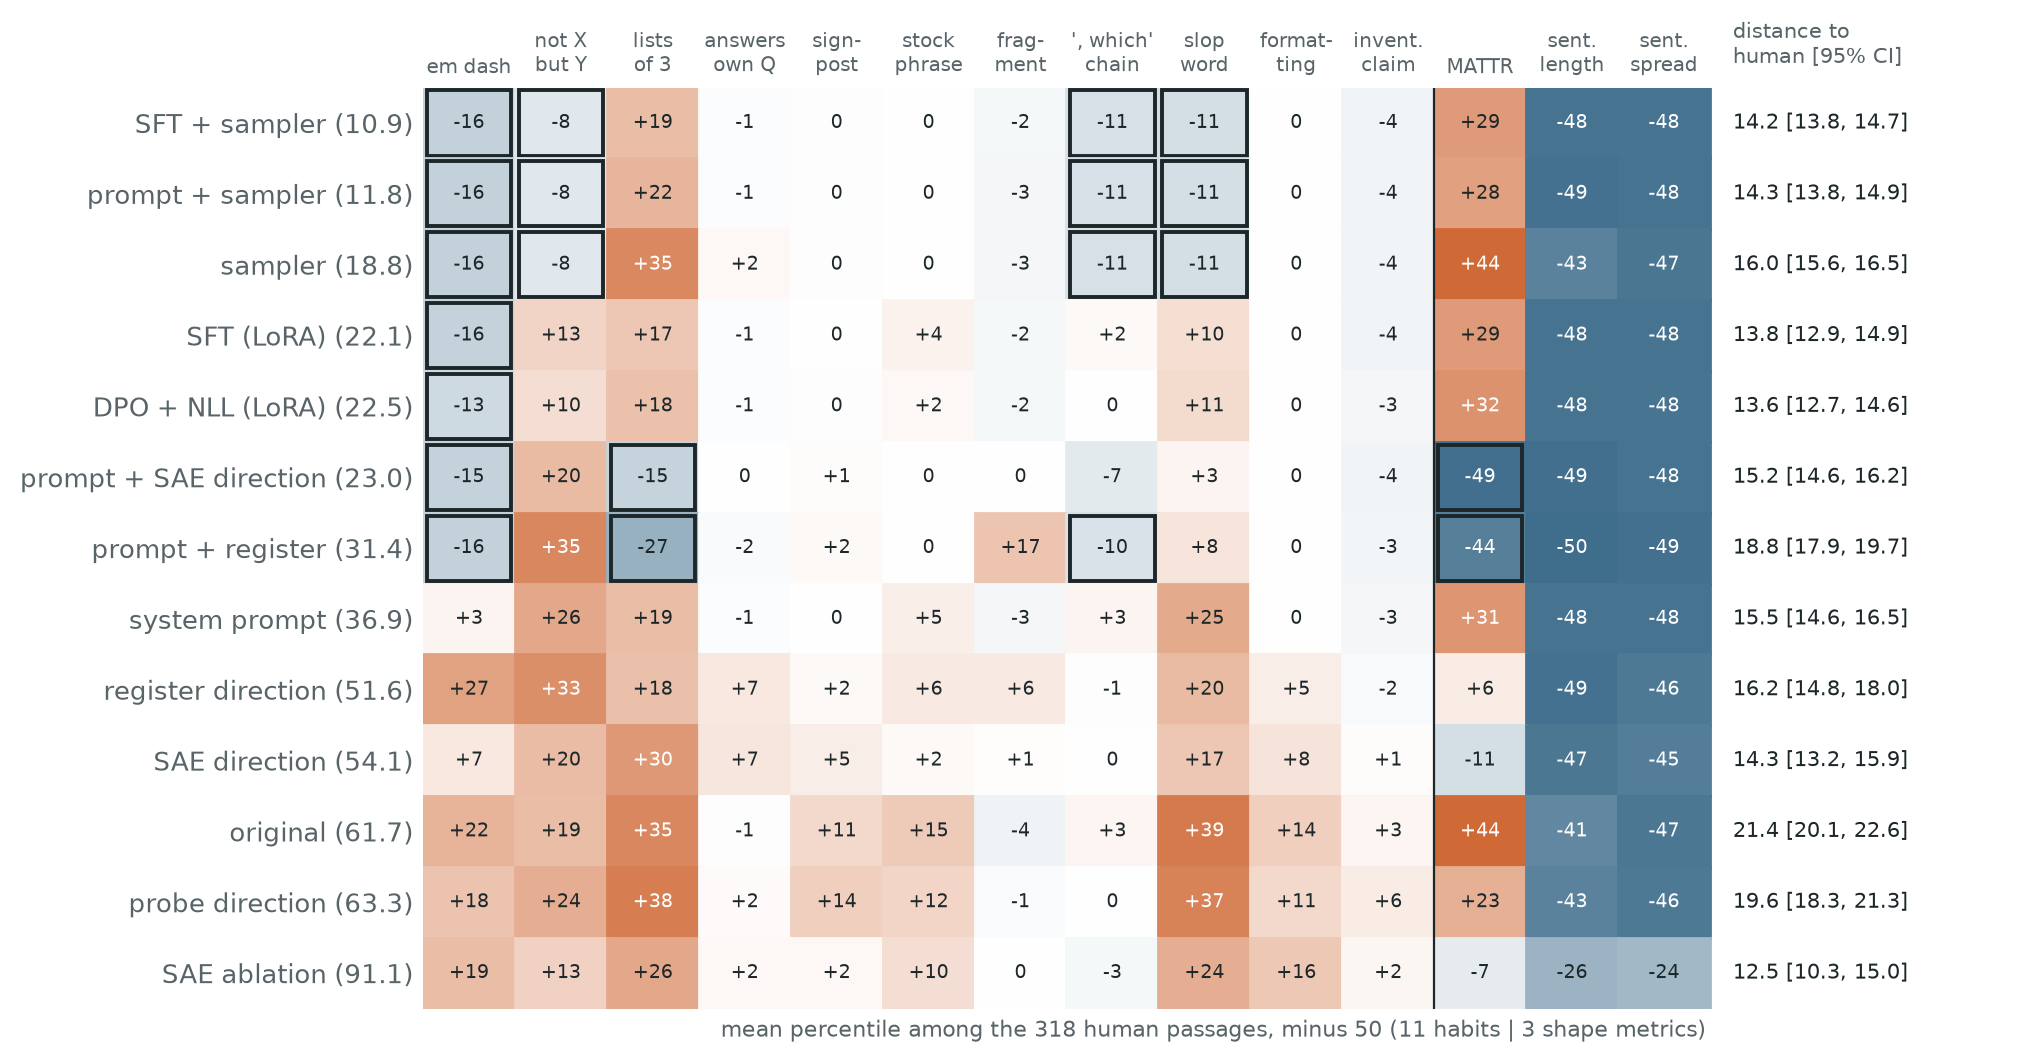 em dash
not X
but Y
lists
of 3
answers
own Q
sign-
post
stock
phrase
frag-
ment
', which'
chain
slop
word
format-
ting
invent.
claim
MATTR
sent.
length
sent.
spread
distance to
human [95% CI]
SFT + sampler (10.9) -16 -8 +19 -1 0 0 -2 -11 -11 0 -4 +29 -48 -48 14.2 [13.8, 14.7]
prompt + sampler (11.8) -16 -8 +22 -1 0 0 -3 -11 -11 0 -4 +28 -49 -48 14.3 [13.8, 14.9]
sampler (18.8) -16 -8 +35 +2 0 0 -3 -11 -11 0 -4 +44 -43 -47 16.0 [15.6, 16.5]
SFT (LoRA) (22.1) -16 +13 +17 -1 0 +4 -2 +2 +10 0 -4 +29 -48 -48 13.8 [12.9, 14.9]
DPO + NLL (LoRA) (22.5) -13 +10 +18 -1 0 +2 -2 0 +11 0 -3 +32 -48 -48 13.6 [12.7, 14.6]
prompt + SAE direction (23.0) -15 +20 -15 0 +1 0 0 -7 +3 0 -4 -49 -49 -48 15.2 [14.6, 16.2]
prompt + register (31.4) -16 +35 -27 -2 +2 0 +17 -10 +8 0 -3 -44 -50 -49 18.8 [17.9, 19.7]
system prompt (36.9) +3 +26 +19 -1 0 +5 -3 +3 +25 0 -3 +31 -48 -48 15.5 [14.6, 16.5]
register direction (51.6) +27 +33 +18 +7 +2 +6 +6 -1 +20 +5 -2 +6 -49 -46 16.2 [14.8, 18.0]
SAE direction (54.1) +7 +20 +30 +7 +5 +2 +1 0 +17 +8 +1 -11 -47 -45 14.3 [13.2, 15.9]
original (61.7) +22 +19 +35 -1 +11 +15 -4 +3 +39 +14 +3 +44 -41 -47 21.4 [20.1, 22.6]
probe direction (63.3) +18 +24 +38 +2 +14 +12 -1 0 +37 +11 +6 +23 -43 -46 19.6 [18.3, 21.3]
SAE ablation (91.1) +19 +13 +26 +2 +2 +10 0 -3 +24 +16 +2 -7 -26 -24 12.5 [10.3, 15.0]
mean percentile among the 318 human passages, minus 50 (11 habits | 3 shape metrics)